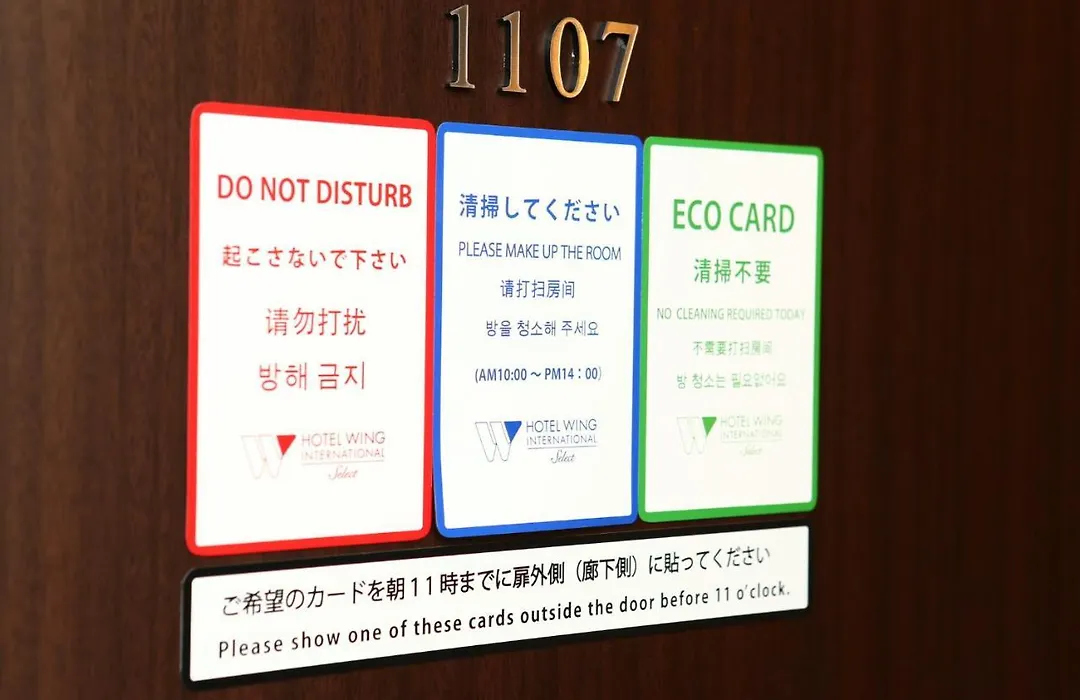 1107
DO NOT DISTURB
起こさないで下さい
请勿打扰
방해 금지
HOTEL WING
INTERNATIONAL
Select
清掃してください
PLEASE MAKE UP THE ROOM
请打扫房间
방을 청소해 주세요
(AM10:00 ～ PM14：00)
HOTEL WING
INTERNATIONAL
Select
ECO CARD
清掃不要
NO CLEANING REQUIRED TODAY
不需要打扫房间
방 청소는 필요없어요
HOTEL WING
INTERNATIONAL
Select
ご希望のカードを朝11時までに扉外側（廊下側）に貼ってください
Please show one of these cards outside the door before 11 o'clock.